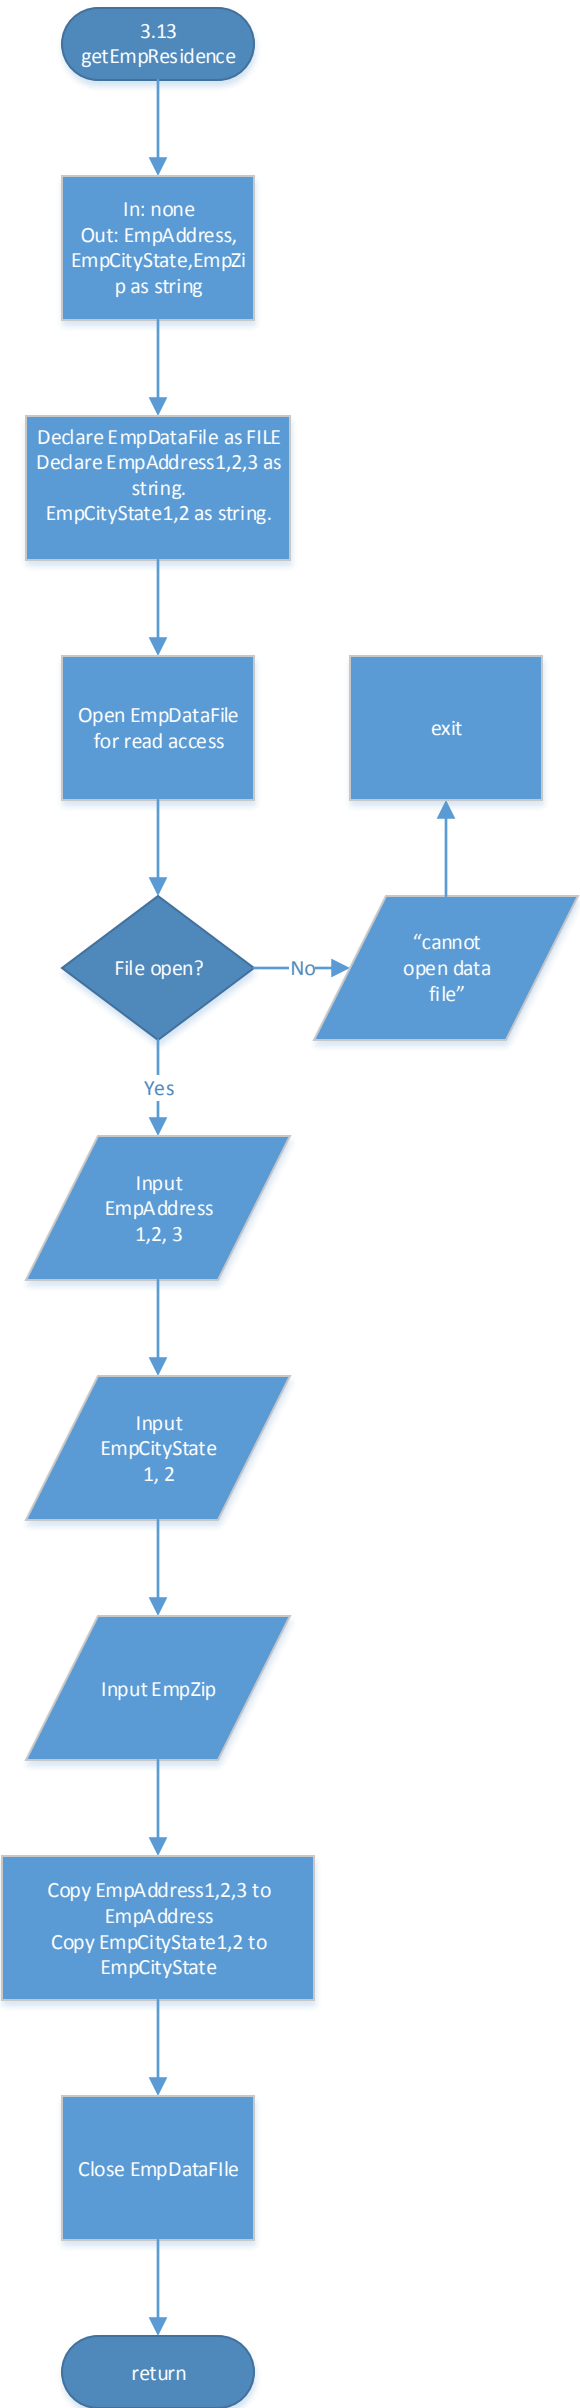 3.13
getEmpResidence
In: none
Out: EmpAddress,
EmpCityState,EmpZi
p as string
Declare EmpDataFile as FILE
Declare EmpAddress1,2,3 as
string.
EmpCityState1,2 as string.
Open EmpDataFile
for read access
exit
File open?
No
“cannot
open data
file”
Yes
Input
EmpAddress
1,2, 3
Input
EmpCityState
1, 2
Input EmpZip
Copy EmpAddress1,2,3 to
EmpAddress
Copy EmpCityState1,2 to
EmpCityState
Close EmpDataFIle
return